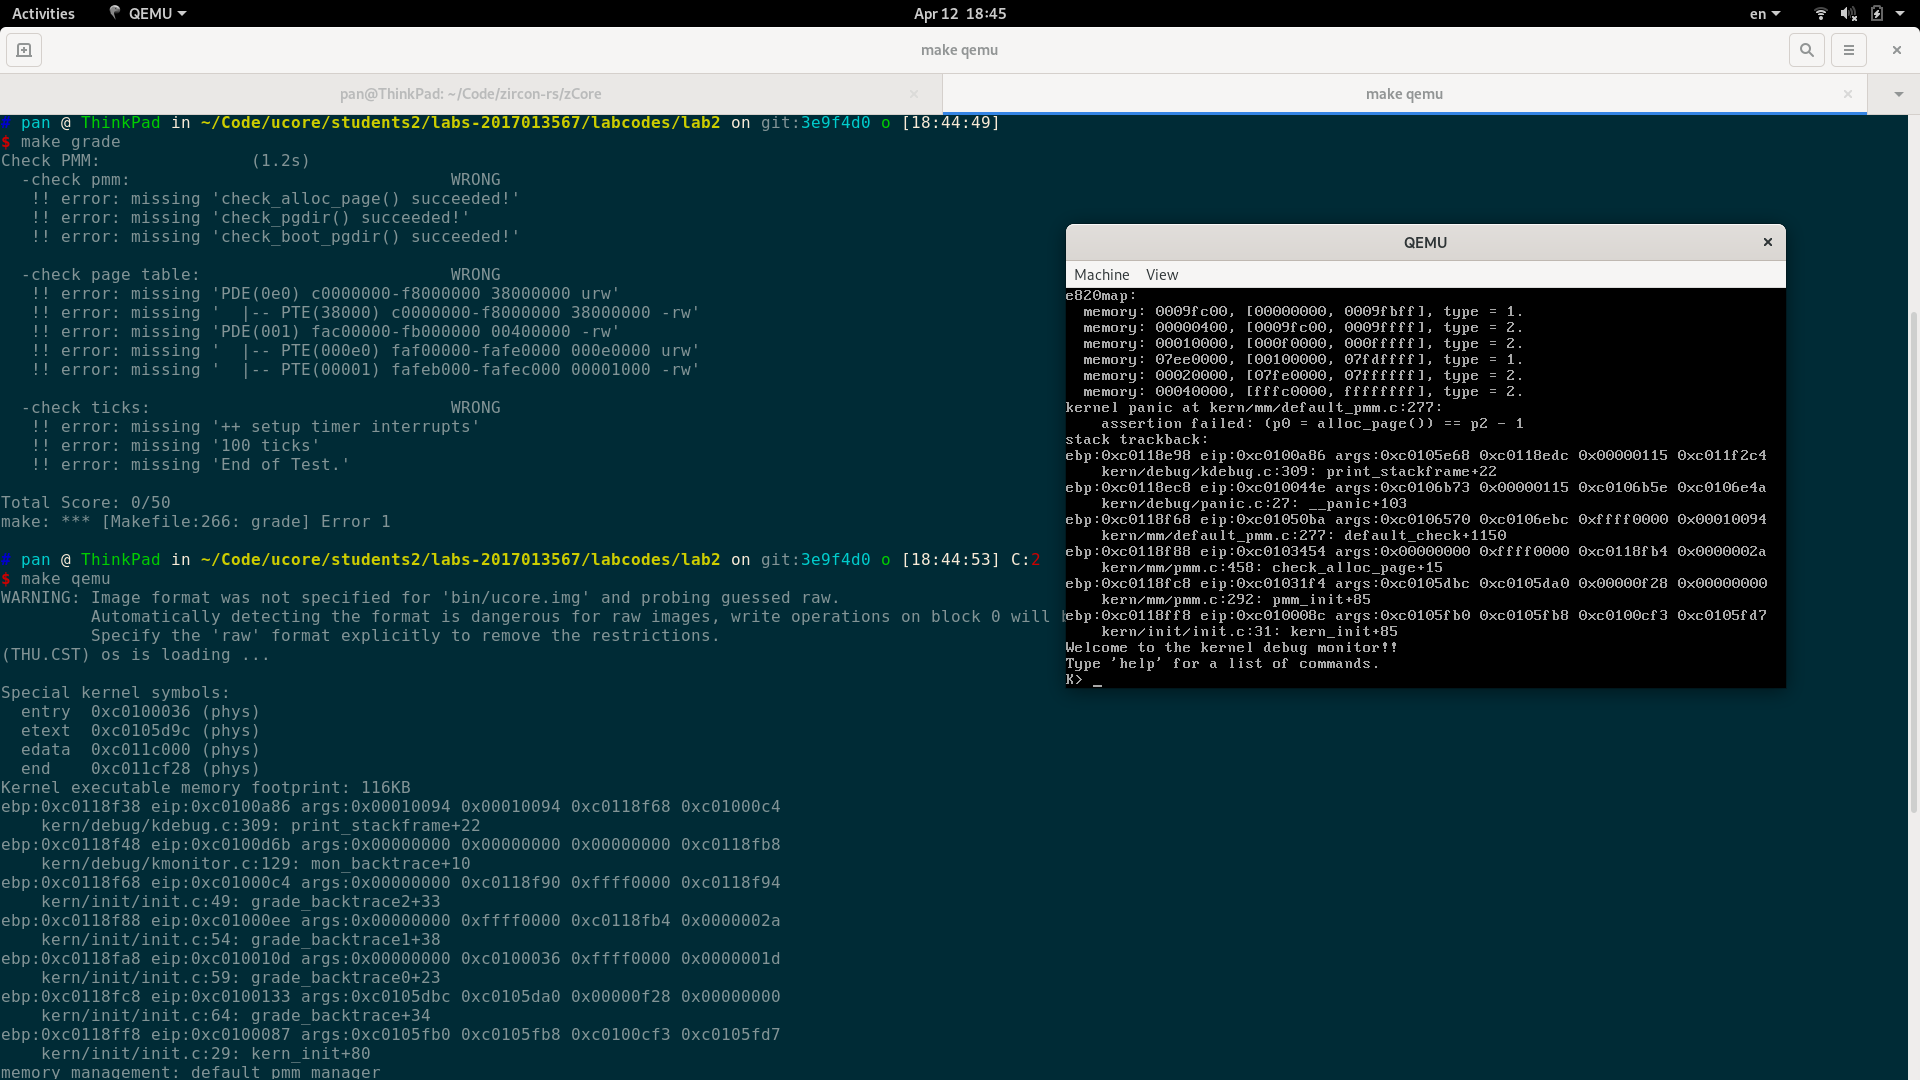 Activities
QEMU
Apr 12 18:45
en
make qemu
pan@ThinkPad: ~/Code/zircon-rs/zCore
make qemu
# pan @ ThinkPad in ~/Code/ucore/students2/labs-2017013567/labcodes/lab2 on git:3e9f4d0 o [18:44:49]
$ make grade
Check PMM:               (1.2s)
  -check pmm:                                WRONG
   !! error: missing 'check_alloc_page() succeeded!'
   !! error: missing 'check_pgdir() succeeded!'
   !! error: missing 'check_boot_pgdir() succeeded!'
  -check page table:                         WRONG
   !! error: missing 'PDE(0e0) c0000000-f8000000 38000000 urw'
   !! error: missing '  |-- PTE(38000) c0000000-f8000000 38000000 -rw'
   !! error: missing 'PDE(001) fac00000-fb000000 00400000 -rw'
   !! error: missing '  |-- PTE(000e0) faf00000-fafe0000 000e0000 urw'
   !! error: missing '  |-- PTE(00001) fafeb000-fafec000 00001000 -rw'
  -check ticks:                              WRONG
   !! error: missing '++ setup timer interrupts'
   !! error: missing '100 ticks'
   !! error: missing 'End of Test.'
Total Score: 0/50
make: *** [Makefile:266: grade] Error 1
# pan @ ThinkPad in ~/Code/ucore/students2/labs-2017013567/labcodes/lab2 on git:3e9f4d0 o [18:44:53] C:2
$ make qemu
WARNING: Image format was not specified for 'bin/ucore.img' and probing guessed raw.
         Automatically detecting the format is dangerous for raw images, write operations on block 0 will
         Specify the 'raw' format explicitly to remove the restrictions.
(THU.CST) os is loading ...
Special kernel symbols:
  entry  0xc0100036 (phys)
  etext  0xc0105d9c (phys)
  edata  0xc011c000 (phys)
  end    0xc011cf28 (phys)
Kernel executable memory footprint: 116KB
ebp:0xc0118f38 eip:0xc0100a86 args:0x00010094 0x00010094 0xc0118f68 0xc01000c4
    kern/debug/kdebug.c:309: print_stackframe+22
ebp:0xc0118f48 eip:0xc0100d6b args:0x00000000 0x00000000 0x00000000 0xc0118fb8
    kern/debug/kmonitor.c:129: mon_backtrace+10
ebp:0xc0118f68 eip:0xc01000c4 args:0x00000000 0xc0118f90 0xffff0000 0xc0118f94
    kern/init/init.c:49: grade_backtrace2+33
ebp:0xc0118f88 eip:0xc01000ee args:0x00000000 0xffff0000 0xc0118fb4 0x0000002a
    kern/init/init.c:54: grade_backtrace1+38
ebp:0xc0118fa8 eip:0xc010010d args:0x00000000 0xc0100036 0xffff0000 0x0000001d
    kern/init/init.c:59: grade_backtrace0+23
ebp:0xc0118fc8 eip:0xc0100133 args:0xc0105dbc 0xc0105da0 0x00000f28 0x00000000
    kern/init/init.c:64: grade_backtrace+34
ebp:0xc0118ff8 eip:0xc0100087 args:0xc0105fb0 0xc0105fb8 0xc0100cf3 0xc0105fd7
    kern/init/init.c:29: kern_init+80
memory management: default_pmm_manager
QEMU
Machine View
e820map:
  memory: 0009fc00, [00000000, 0009fbff], type = 1.
  memory: 00000400, [0009fc00, 0009ffff], type = 2.
  memory: 00010000, [000f0000, 000fffff], type = 2.
  memory: 07ee0000, [00100000, 07fdffff], type = 1.
  memory: 00020000, [07fe0000, 07ffffff], type = 2.
  memory: 00040000, [fffc0000, ffffffff], type = 2.
kernel panic at kern/mm/default_pmm.c:277:
    assertion failed: (p0 = alloc_page()) == p2 - 1
stack trackback:
ebp:0xc0118e98 eip:0xc0100a86 args:0xc0105e68 0xc0118edc 0x00000115 0xc011f2c4
    kern/debug/kdebug.c:309: print_stackframe+22
ebp:0xc0118ec8 eip:0xc010044e args:0xc0106b73 0x00000115 0xc0106b5e 0xc0106e4a
    kern/debug/panic.c:27: __panic+103
ebp:0xc0118f68 eip:0xc01050ba args:0xc0106570 0xc0106ebc 0xffff0000 0x00010094
    kern/mm/default_pmm.c:277: default_check+1150
ebp:0xc0118f88 eip:0xc0103454 args:0x00000000 0xffff0000 0xc0118fb4 0x0000002a
    kern/mm/pmm.c:458: check_alloc_page+15
ebp:0xc0118fc8 eip:0xc01031f4 args:0xc0105dbc 0xc0105da0 0x00000f28 0x00000000
    kern/mm/pmm.c:292: pmm_init+85
ebp:0xc0118ff8 eip:0xc010008c args:0xc0105fb0 0xc0105fb8 0xc0100cf3 0xc0105fd7
    kern/init/init.c:31: kern_init+85
Welcome to the kernel debug monitor!!
Type 'help' for a list of commands.
K> _